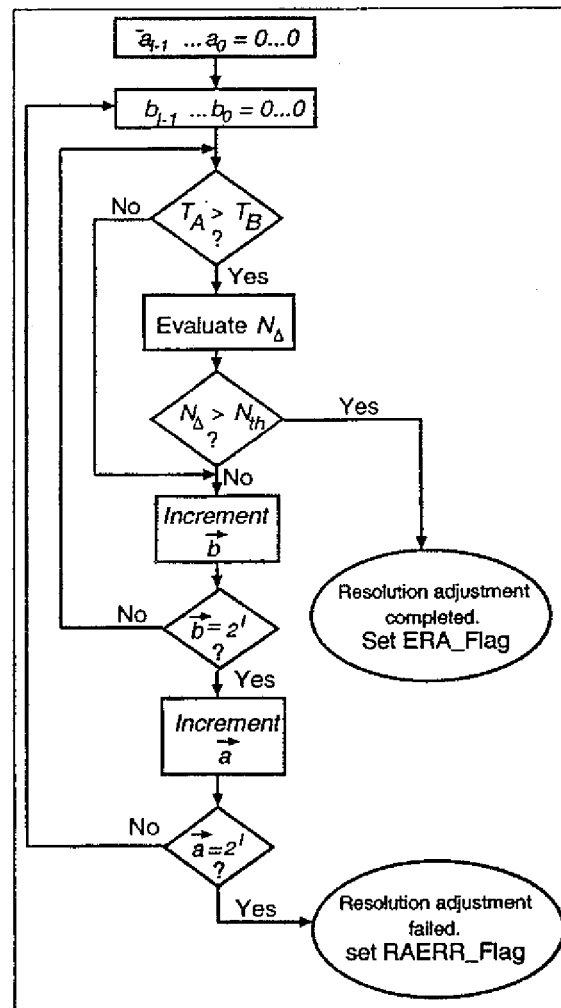 a_{l-1} ... a_0 = 0...0
b_{l-1} ... b_0 = 0...0
No
T_A > T_B
?
Yes
Evaluate N_Δ
N_Δ > N_th
?
Yes
No
Increment
b⃗
Resolution adjustment
completed.
Set ERA_Flag
No
b⃗ = 2^l
?
Yes
Increment
a⃗
No
a⃗ = 2^l
?
Yes
Resolution adjustment
failed.
set RAERR_Flag